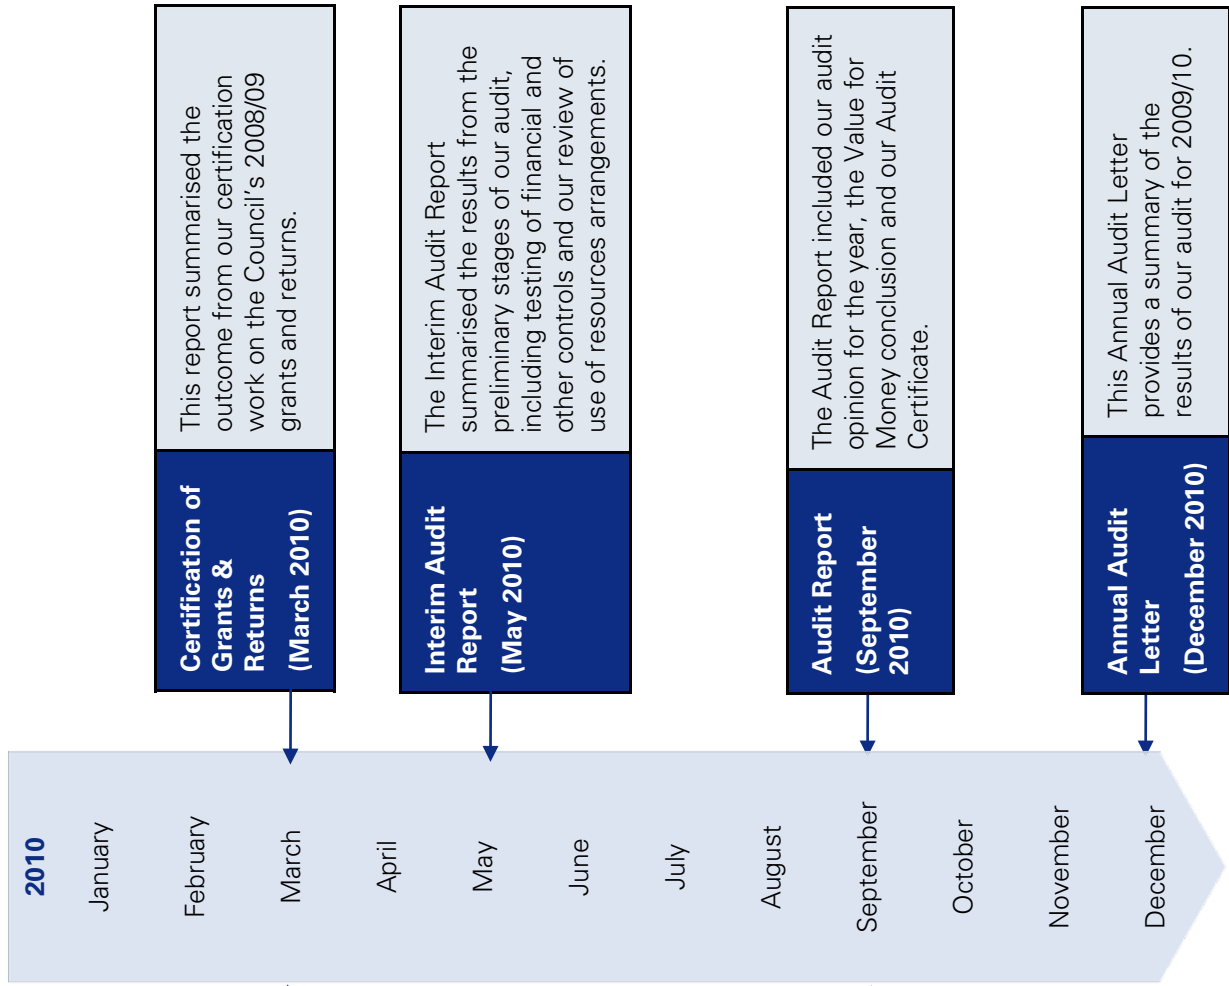 2010
January
February
March
April
May
June
July
August
September
October
November
December
Certification of
Grants &
Returns
(March 2010)
This report summarised the
outcome from our certification
work on the Council's 2008/09
grants and returns.
Interim Audit
Report
(May 2010)
The Interim Audit Report
summarised the results from the
preliminary stages of our audit,
including testing of financial and
other controls and our review of
use of resources arrangements.
Audit Report
(September
2010)
The Audit Report included our audit
opinion for the year, the Value for
Money conclusion and our Audit
Certificate.
Annual Audit
Letter
(December 2010)
This Annual Audit Letter
provides a summary of the
results of our audit for 2009/10.